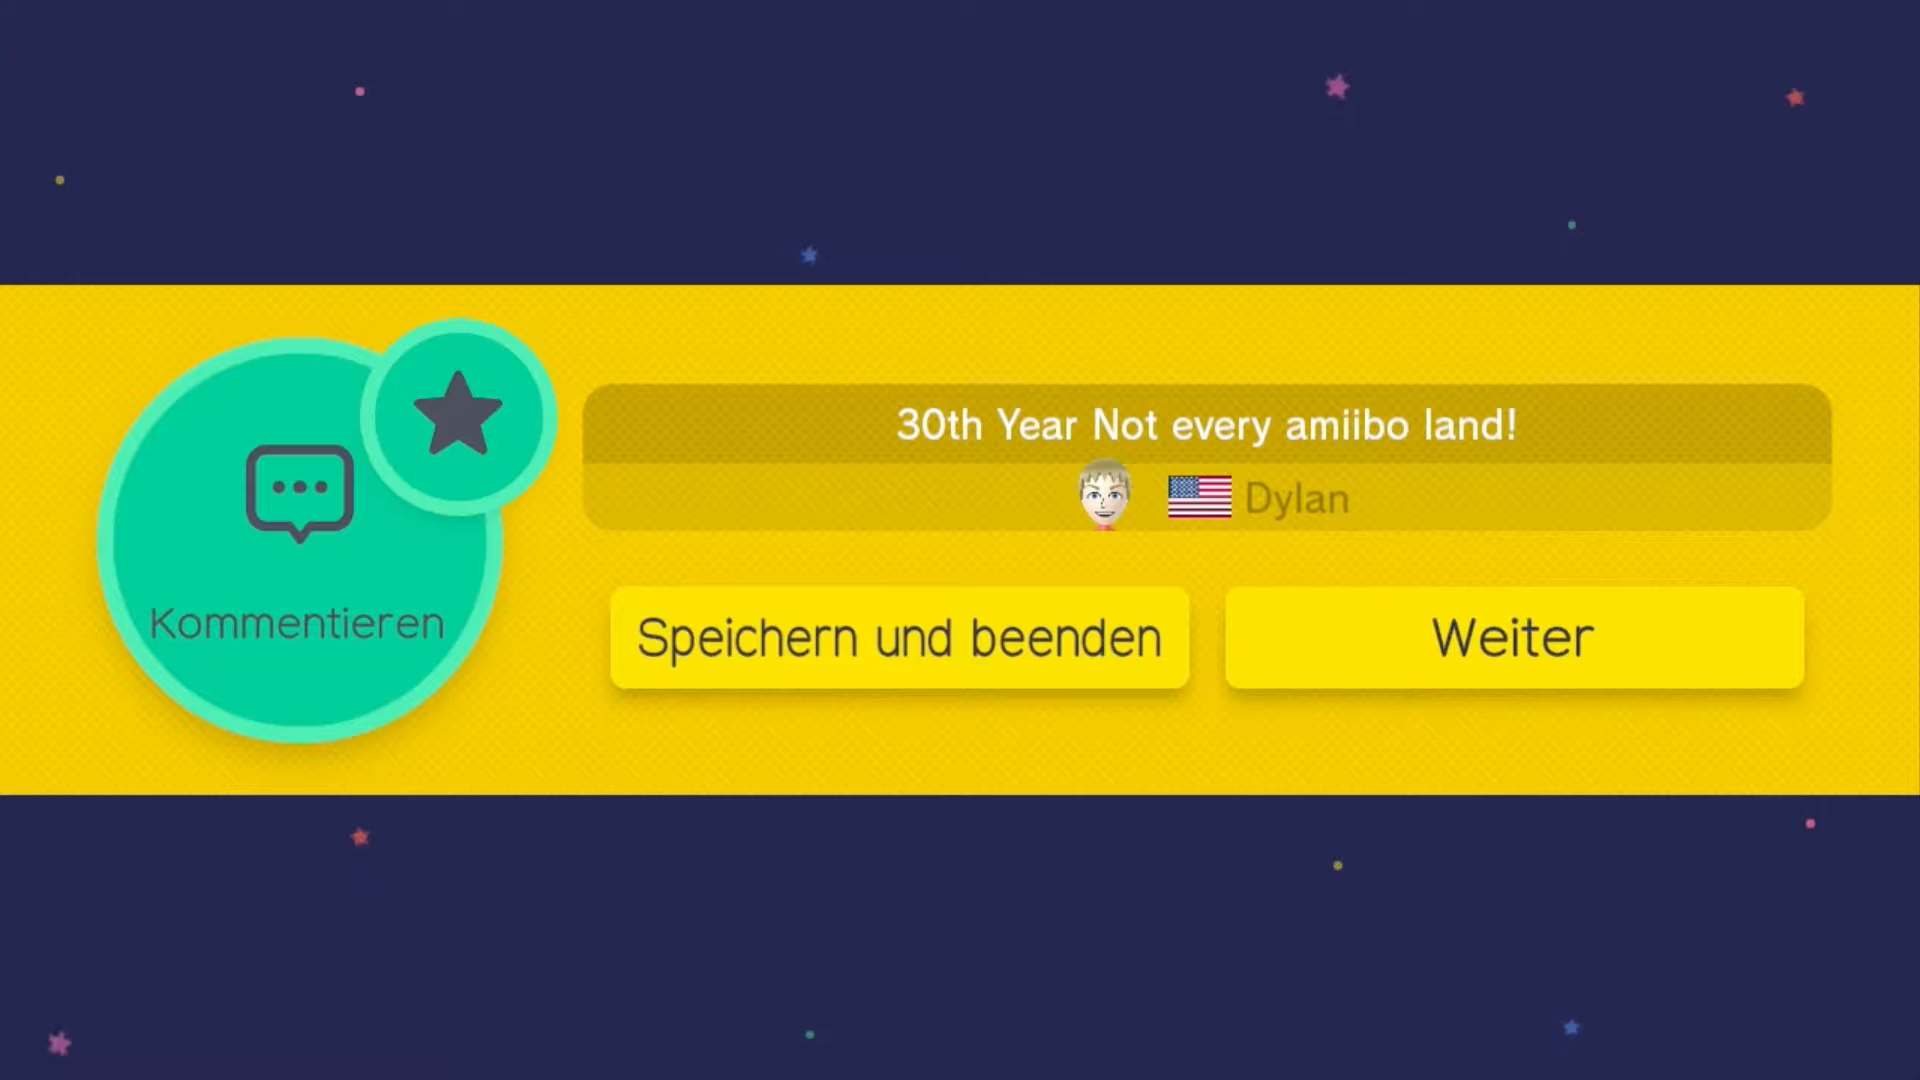 30th Year Not every amiibo land!
Dylan
Kommentieren
Speichern und beenden
Weiter